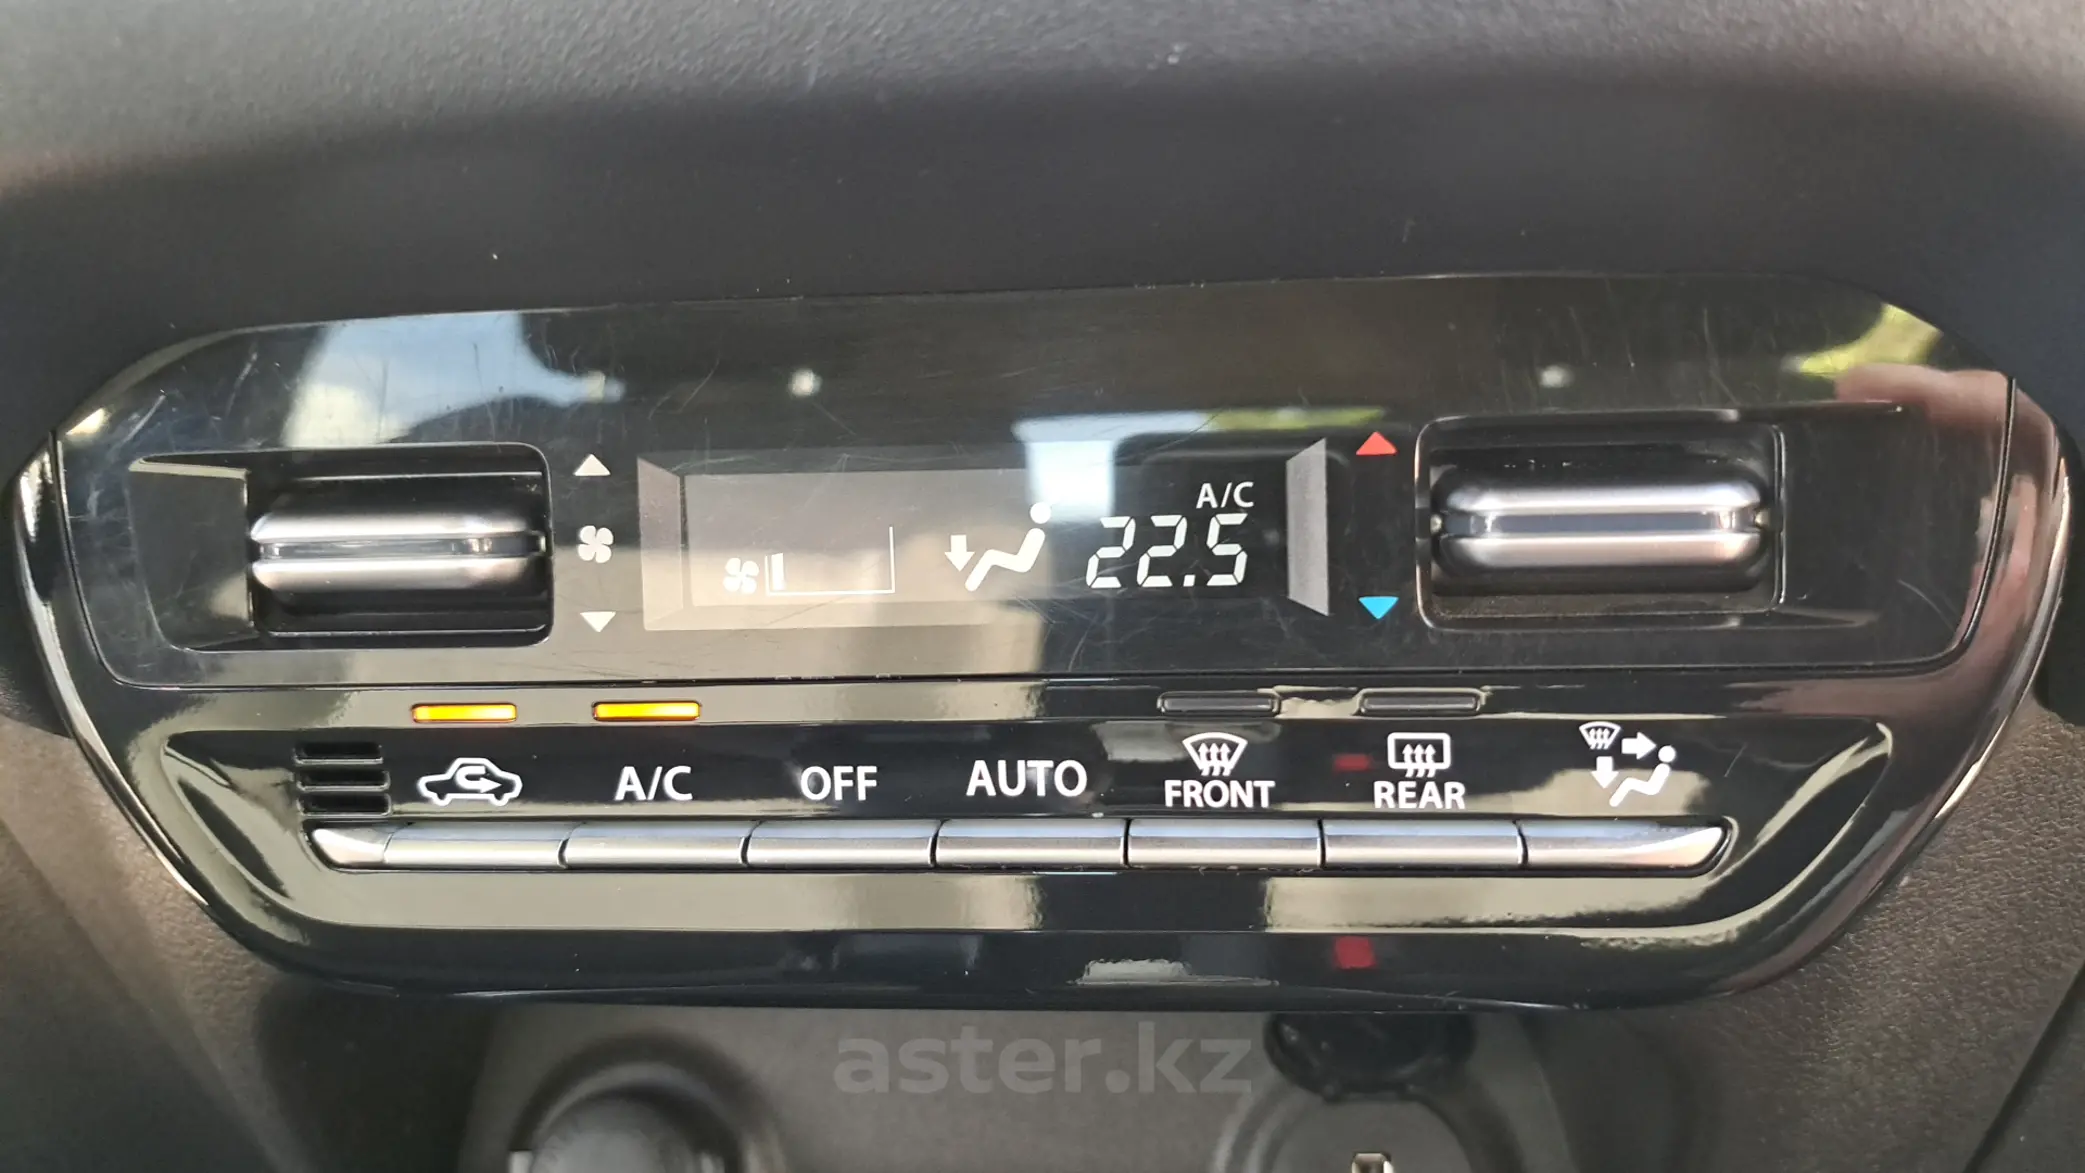 A/C
22.5
A/C OFF AUTO FRONT REAR
aster.kz